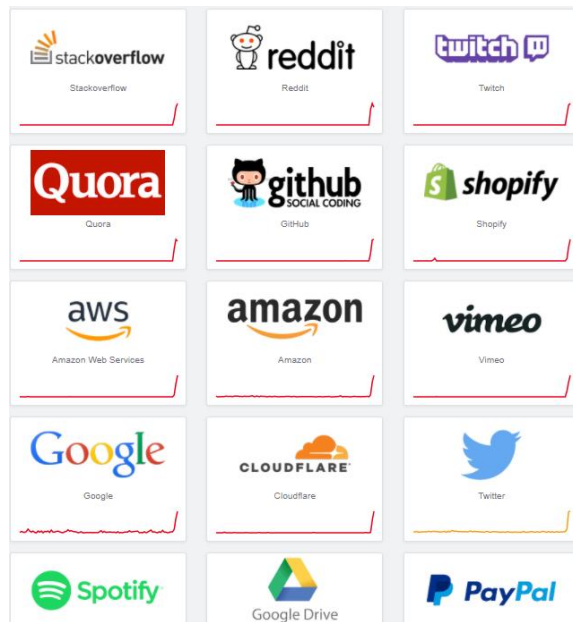 stackoverflow
Stackoverflow
reddit
Reddit
twitch
Twitch
Quora
Quora
github
SOCIAL CODING
GitHub
shopify
Shopify
aws
Amazon Web Services
amazon
Amazon
vimeo
Vimeo
Google
Google
CLOUDFLARE
Cloudflare
Twitter
Spotify
Google Drive
PayPal